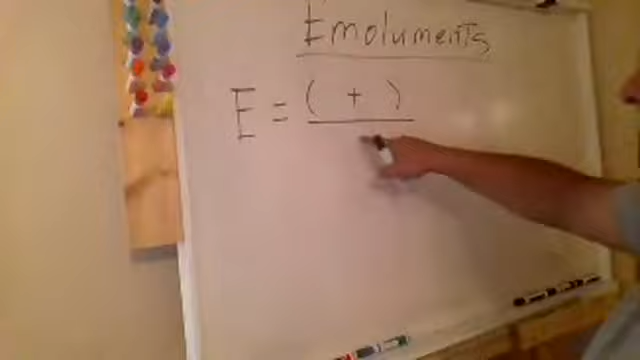 Emoluments
E = ( + )